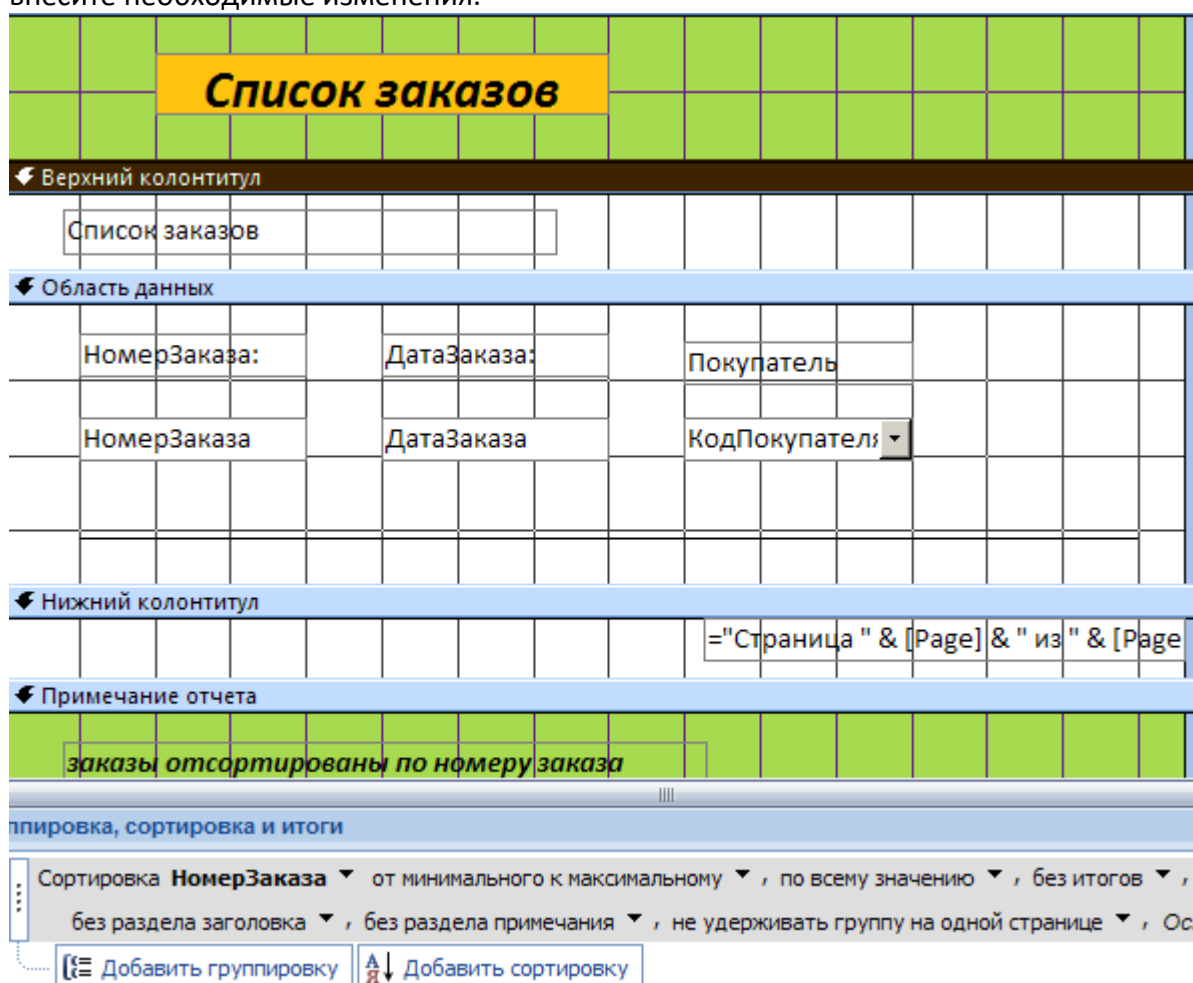 внесите необходимые изменения.
Список заказов
Верхний колонтитул
Список заказов
Область данных
НомерЗаказа: ДатаЗаказа: Покупатель
НомерЗаказа ДатаЗаказа КодПокупателя
Нижний колонтитул
="Страница " & [Page] & " из " & [Page
Примечание отчета
заказы отсортированы по номеру заказа
ппировка, сортировка и итоги
Сортировка НомерЗаказа от минимального к максимальному , по всему значению , без итогов ,
без раздела заголовка , без раздела примечания , не удерживать группу на одной странице , Ос
Добавить группировку Добавить сортировку